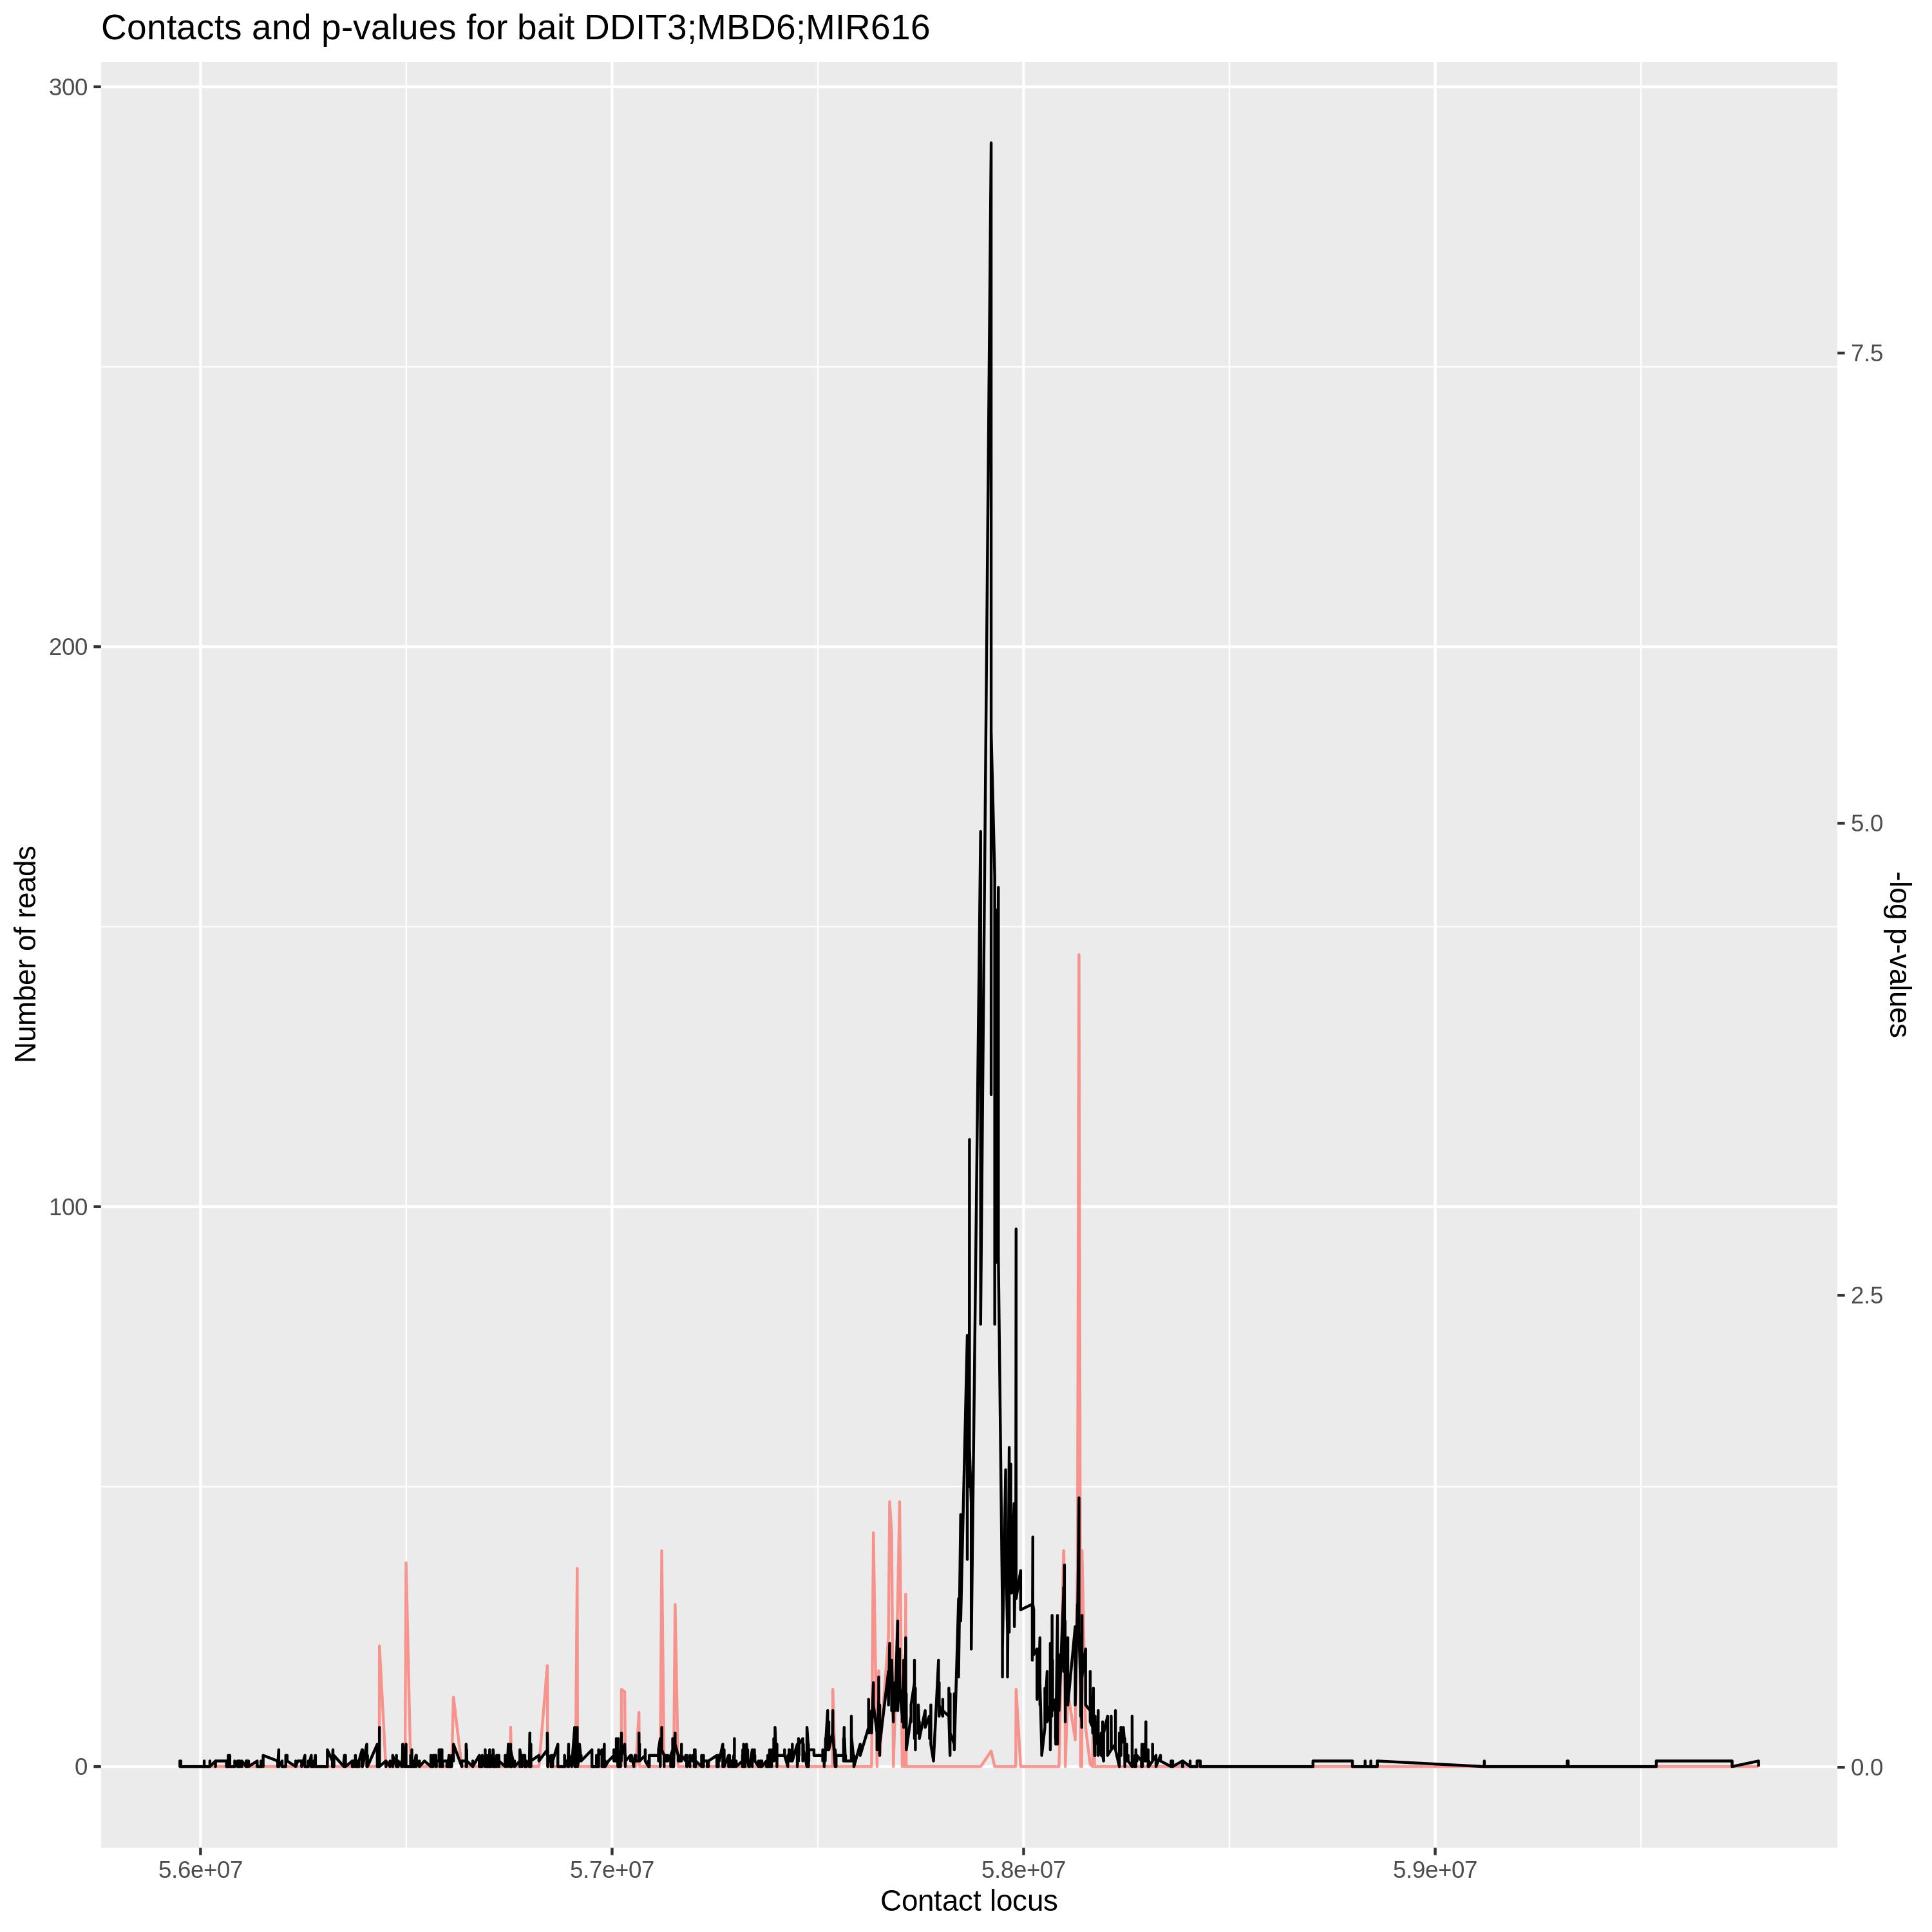 Contacts and p-values for bait DDIT3;MBD6;MIR616
300
200
100
0
Number of reads
7.5
5.0
2.5
0.0
-log p-values
5.6e+07
5.7e+07
5.8e+07
5.9e+07
Contact locus